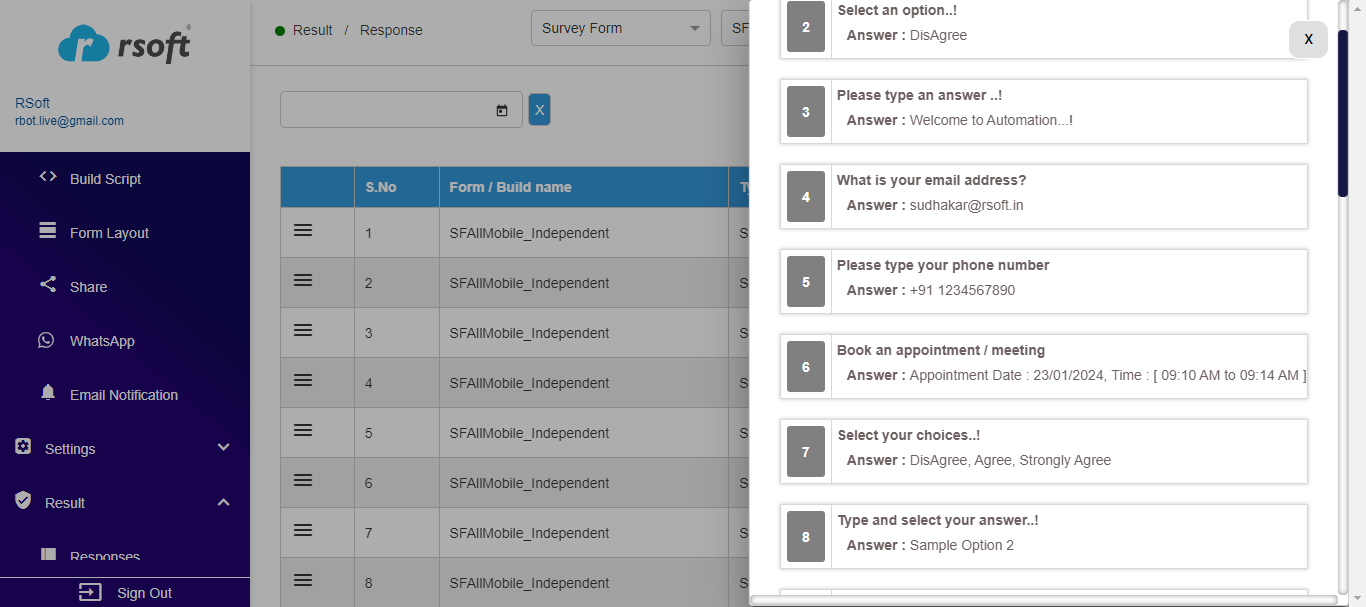 rsoft
RSoft
rbot.live@gmail.com
Build Script
Form Layout
Share
WhatsApp
Email Notification
Settings
Result
Responses
Sign Out
Result / Response
Survey Form
SF
X
S.No Form / Build name
1 SFAllMobile_Independent S
2 SFAllMobile_Independent S
3 SFAllMobile_Independent S
4 SFAllMobile_Independent S
5 SFAllMobile_Independent S
6 SFAllMobile_Independent S
7 SFAllMobile_Independent S
8 SFAllMobile_Independent S
X
2 Select an option..!
Answer : DisAgree
3 Please type an answer ..!
Answer : Welcome to Automation...!
4 What is your email address?
Answer : sudhakar@rsoft.in
5 Please type your phone number
Answer : +91 1234567890
6 Book an appointment / meeting
Answer : Appointment Date : 23/01/2024, Time : [ 09:10 AM to 09:14 AM ]
7 Select your choices..!
Answer : DisAgree, Agree, Strongly Agree
8 Type and select your answer..!
Answer : Sample Option 2